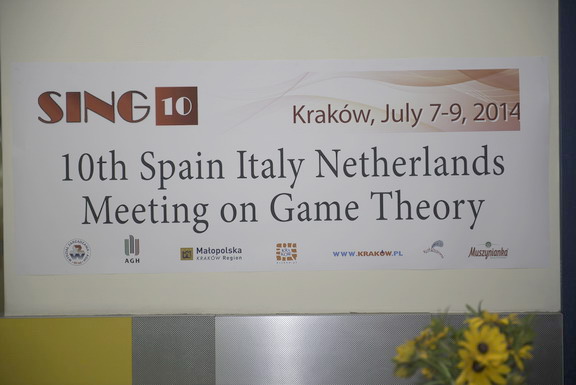 SING 10
Kraków, July 7-9, 2014
10th Spain Italy Netherlands
Meeting on Game Theory
AGH
Małopolska
KRAKÓW REGION
WWW.KRAKÓW.PL
Muszynianka